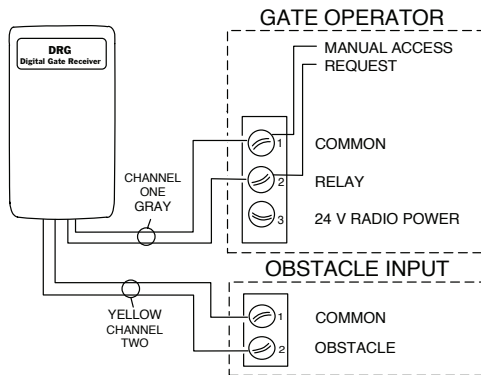 GATE OPERATOR
DRG
Digital Gate Receiver
MANUAL ACCESS
REQUEST
1 COMMON
2 RELAY
3 24 V RADIO POWER
CHANNEL
ONE
GRAY
OBSTACLE INPUT
1 COMMON
2 OBSTACLE
YELLOW
CHANNEL
TWO